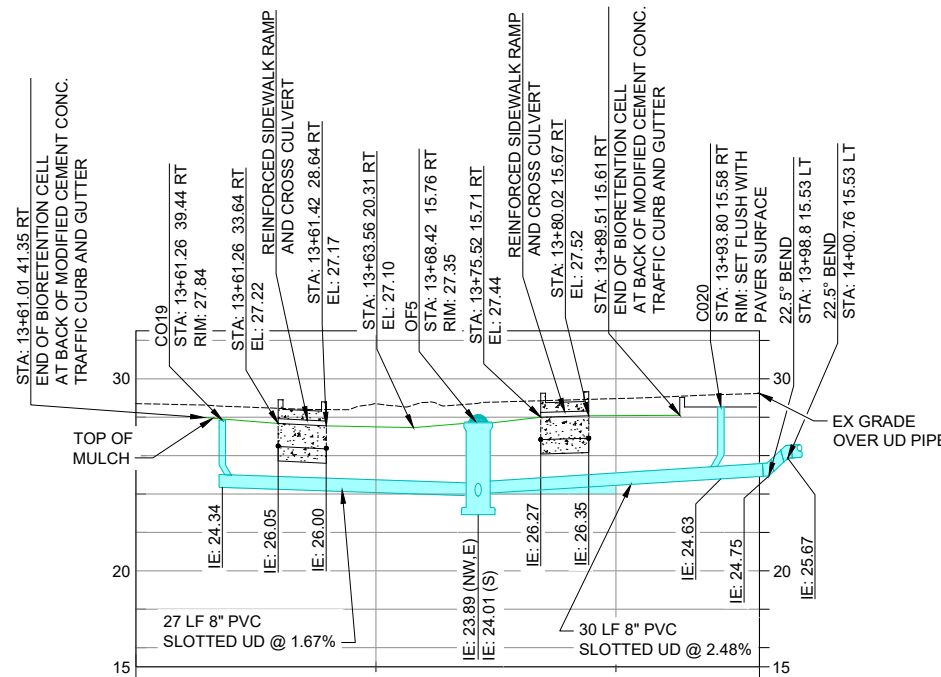 STA: 13+61.01 41.35 RT
END OF BIORETENTION CELL
AT BACK OF MODIFIED CEMENT CONC.
TRAFFIC CURB AND GUTTER
CO19
STA: 13+61.26 39.44 RT
RIM: 27.84
STA: 13+61.26 33.64 RT
EL: 27.22
REINFORCED SIDEWALK RAMP
AND CROSS CULVERT
STA: 13+61.42 28.64 RT
EL: 27.17
STA: 13+63.56 20.31 RT
EL: 27.10
OF5
STA: 13+68.42 15.76 RT
RIM: 27.35
STA: 13+75.52 15.71 RT
EL: 27.44
REINFORCED SIDEWALK RAMP
AND CROSS CULVERT
STA: 13+80.02 15.67 RT
EL: 27.52
STA: 13+89.51 15.61 RT
END OF BIORETENTION CELL
AT BACK OF MODIFIED CEMENT CONC.
TRAFFIC CURB AND GUTTER
C020
STA: 13+93.80 15.58 RT
RIM: SET FLUSH WITH
PAVER SURFACE
22.5° BEND
STA: 13+98.8 15.53 LT
22.5° BEND
STA: 14+00.76 15.53 LT
30
30
TOP OF
MULCH
EX GRADE
OVER UD PIPE
IE: 24.34
IE: 26.05
IE: 26.00
IE: 23.89 (NW,E)
IE: 24.01 (S)
IE: 26.27
IE: 26.35
IE: 24.63
IE: 24.75
IE: 25.67
20
20
27 LF 8" PVC
SLOTTED UD @ 1.67%
30 LF 8" PVC
SLOTTED UD @ 2.48%
15
15